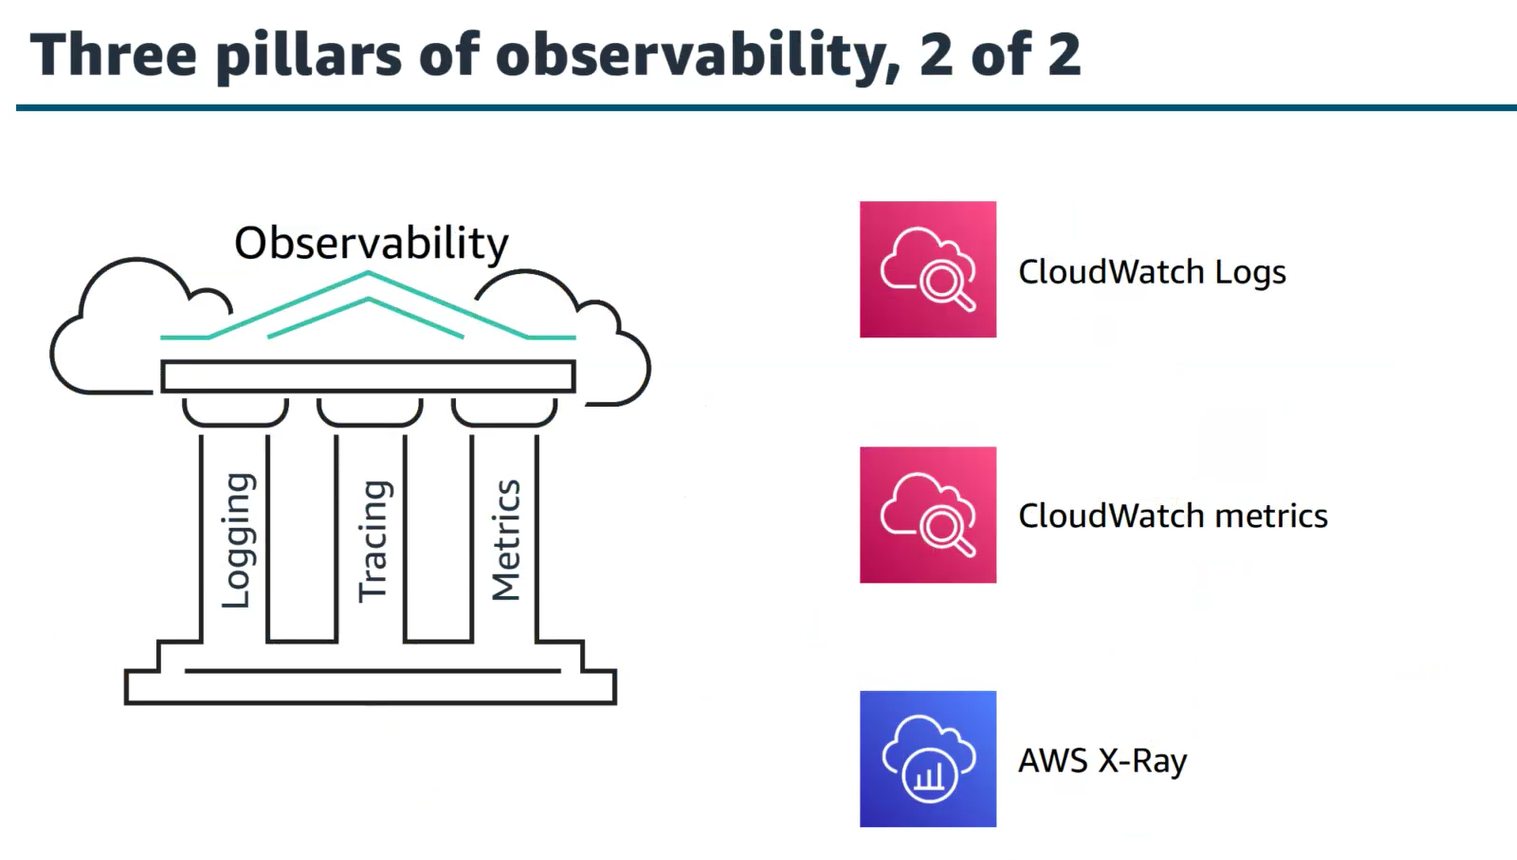 Three pillars of observability, 2 of 2
Observability
Logging
Tracing
Metrics
CloudWatch Logs
CloudWatch metrics
AWS X-Ray